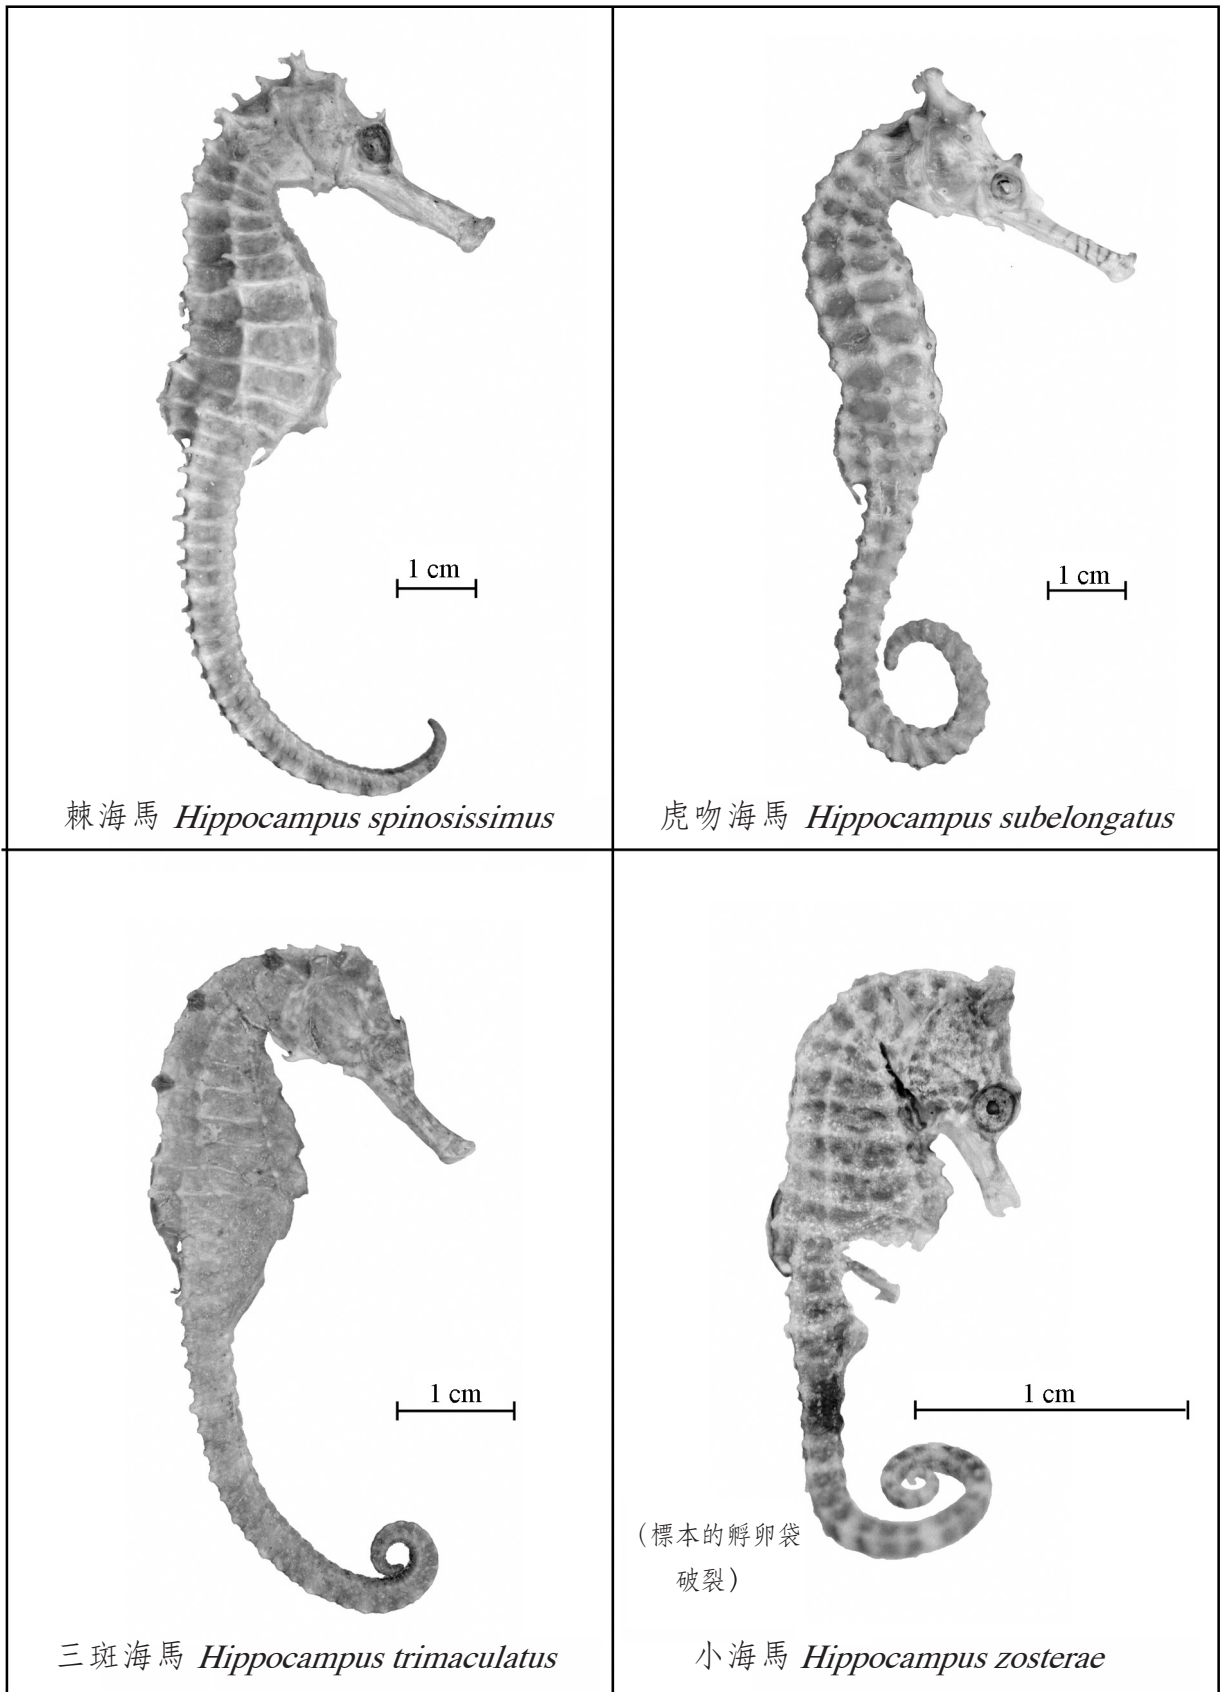 1 cm
棘海馬 Hippocampus spinosissimus
1 cm
虎吻海馬 Hippocampus subelongatus
1 cm
三斑海馬 Hippocampus trimaculatus
1 cm
(標本的孵卵袋
破裂)
小海馬 Hippocampus zosterae